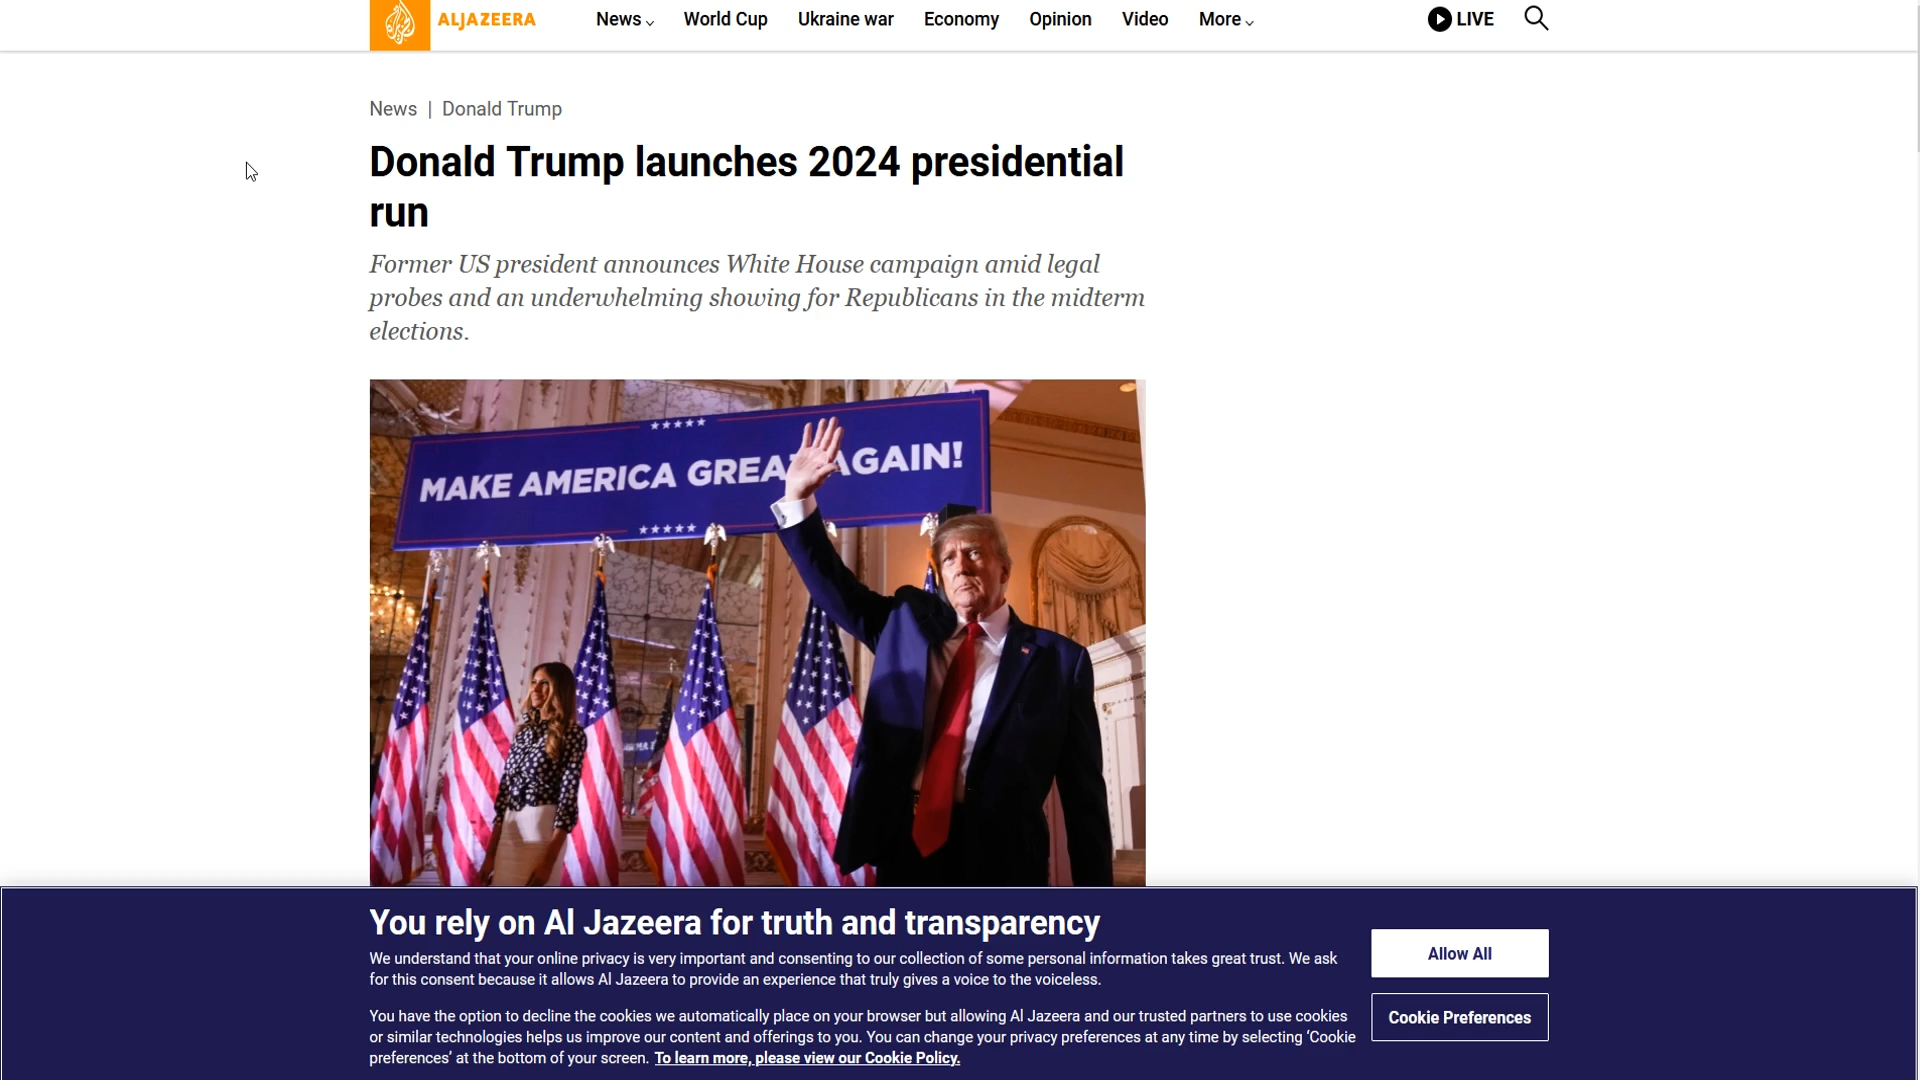 ALJAZEERA
News
World Cup
Ukraine war
Economy
Opinion
Video
More
LIVE
News | Donald Trump
Donald Trump launches 2024 presidential
run
Former US president announces White House campaign amid legal
probes and an underwhelming showing for Republicans in the midterm
elections.
MAKE AMERICA GREA AGAIN!
You rely on Al Jazeera for truth and transparency
We understand that your online privacy is very important and consenting to our collection of some personal information takes great trust. We ask
for this consent because it allows Al Jazeera to provide an experience that truly gives a voice to the voiceless.
You have the option to decline the cookies we automatically place on your browser but allowing Al Jazeera and our trusted partners to use cookies
or similar technologies helps us improve our content and offerings to you. You can change your privacy preferences at any time by selecting ‘Cookie
preferences’ at the bottom of your screen. To learn more, please view our Cookie Policy.
Allow All
Cookie Preferences